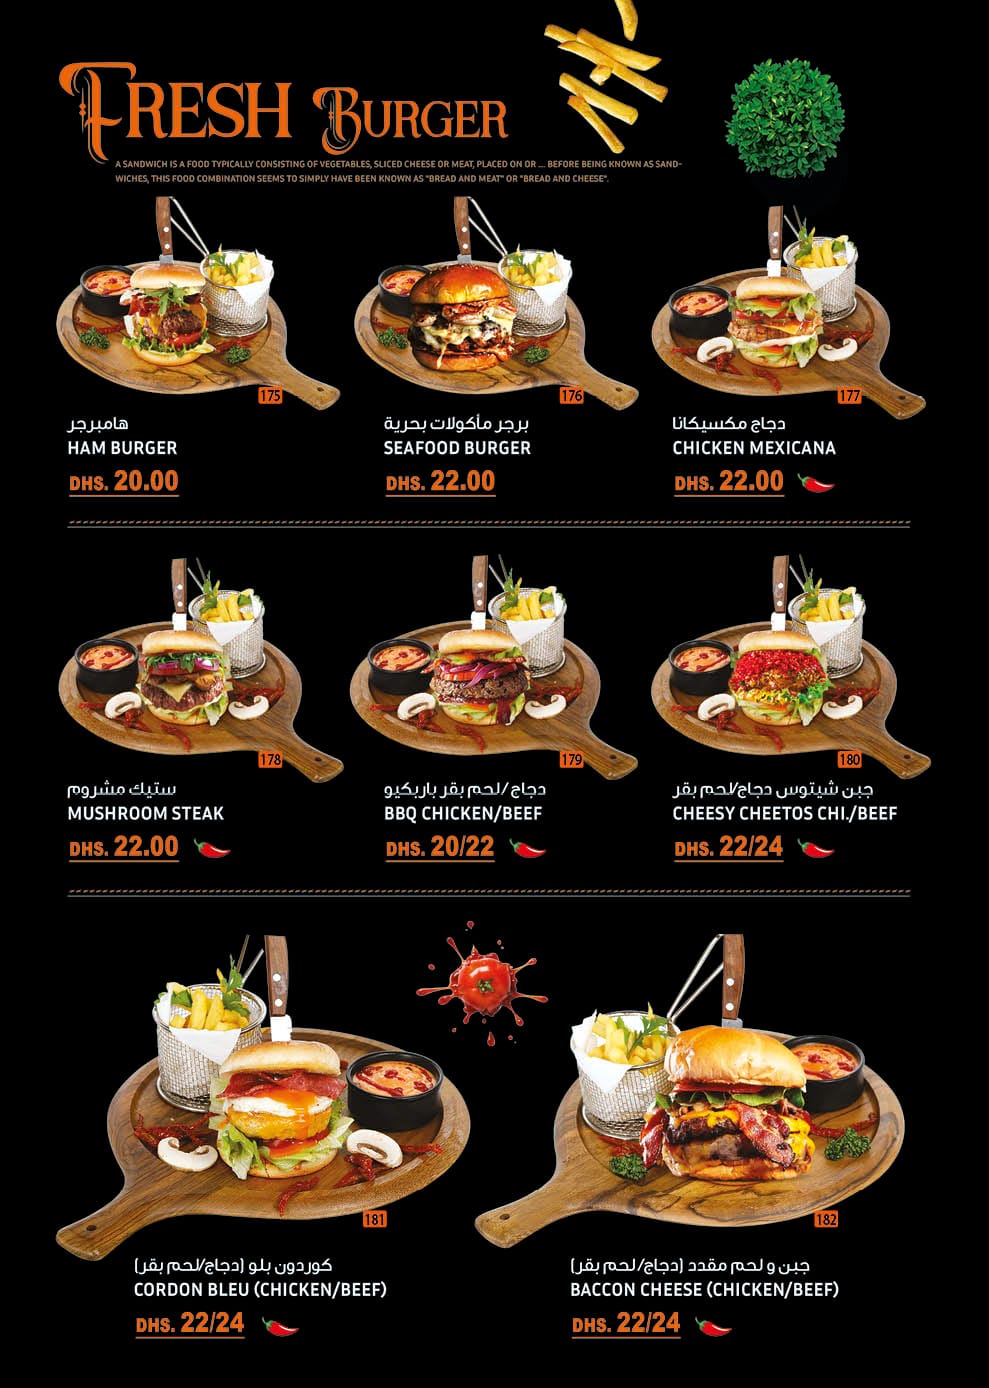 FRESH BURGER
A SANDWICH IS A FOOD TYPICALLY CONSISTING OF VEGETABLES, SLICED CHEESE OR MEAT, PLACED ON OR ... BEFORE BEING KNOWN AS SAND-
WICHES, THIS FOOD COMBINATION SEEMS TO SIMPLY HAVE BEEN KNOWN AS "BREAD AND MEAT" OR "BREAD AND CHEESE".
175
هامبرجر
HAM BURGER
DHS. 20.00
176
برجر مأكولات بحرية
SEAFOOD BURGER
DHS. 22.00
177
دجاج مكسيكانا
CHICKEN MEXICANA
DHS. 22.00
178
ستيك مشروم
MUSHROOM STEAK
DHS. 22.00
179
دجاج /لحم بقر باربكيو
BBQ CHICKEN/BEEF
DHS. 20/22
180
جبن شيتوس دجاج/لحم بقر
CHEESY CHEETOS CHI./BEEF
DHS. 22/24
181
كوردون بلو (دجاج/لحم بقر)
CORDON BLEU (CHICKEN/BEEF)
DHS. 22/24
182
جبن و لحم مقدد (دجاج/لحم بقر)
BACCON CHEESE (CHICKEN/BEEF)
DHS. 22/24